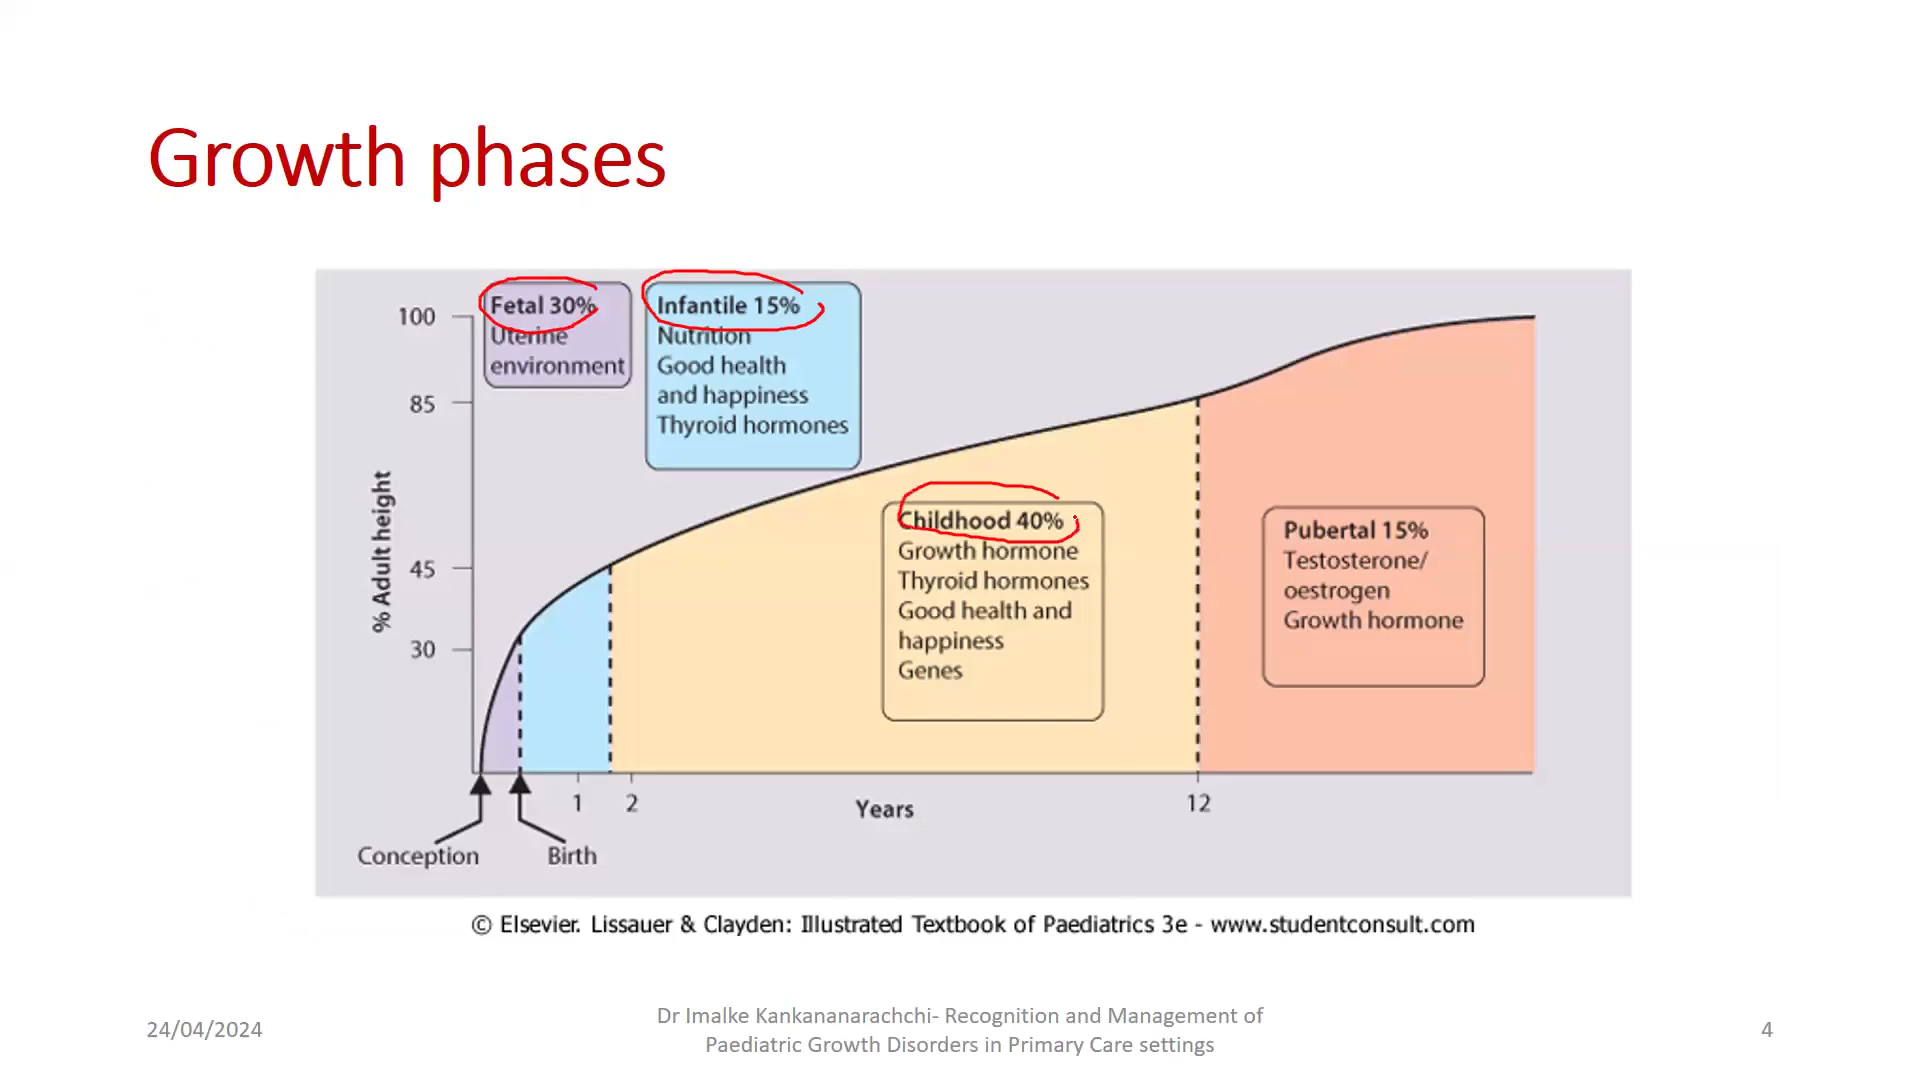 Growth phases
Fetal 30%
Uterine
environment
Infantile 15%
Nutrition
Good health
and happiness
Thyroid hormones
Childhood 40%
Growth hormone
Thyroid hormones
Good health and
happiness
Genes
Pubertal 15%
Testosterone/
oestrogen
Growth hormone
% Adult height
100
85
45
30
1
2
Years
12
Conception
Birth
© Elsevier. Lissauer & Clayden: Illustrated Textbook of Paediatrics 3e - www.studentconsult.com
24/04/2024
Dr Imalke Kankananarachchi- Recognition and Management of
Paediatric Growth Disorders in Primary Care settings
4